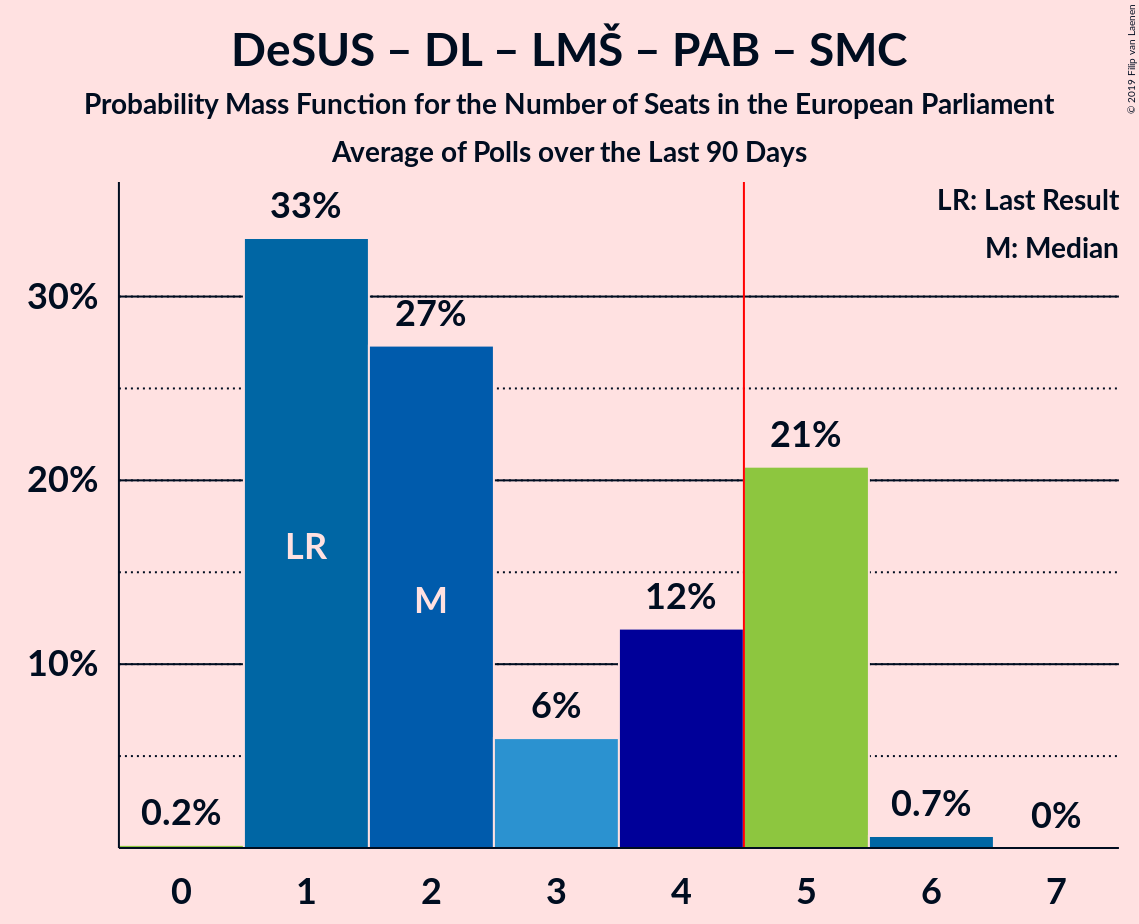 DeSUS – DL – LMŠ – PAB – SMC
Probability Mass Function for the Number of Seats in the European Parliament
Average of Polls over the Last 90 Days
© 2019 Filip van Laenen
LR: Last Result
M: Median
33%
27%
21%
12%
6%
0.2%
0.7%
0%
LR
M
30%
20%
10%
0 1 2 3 4 5 6 7